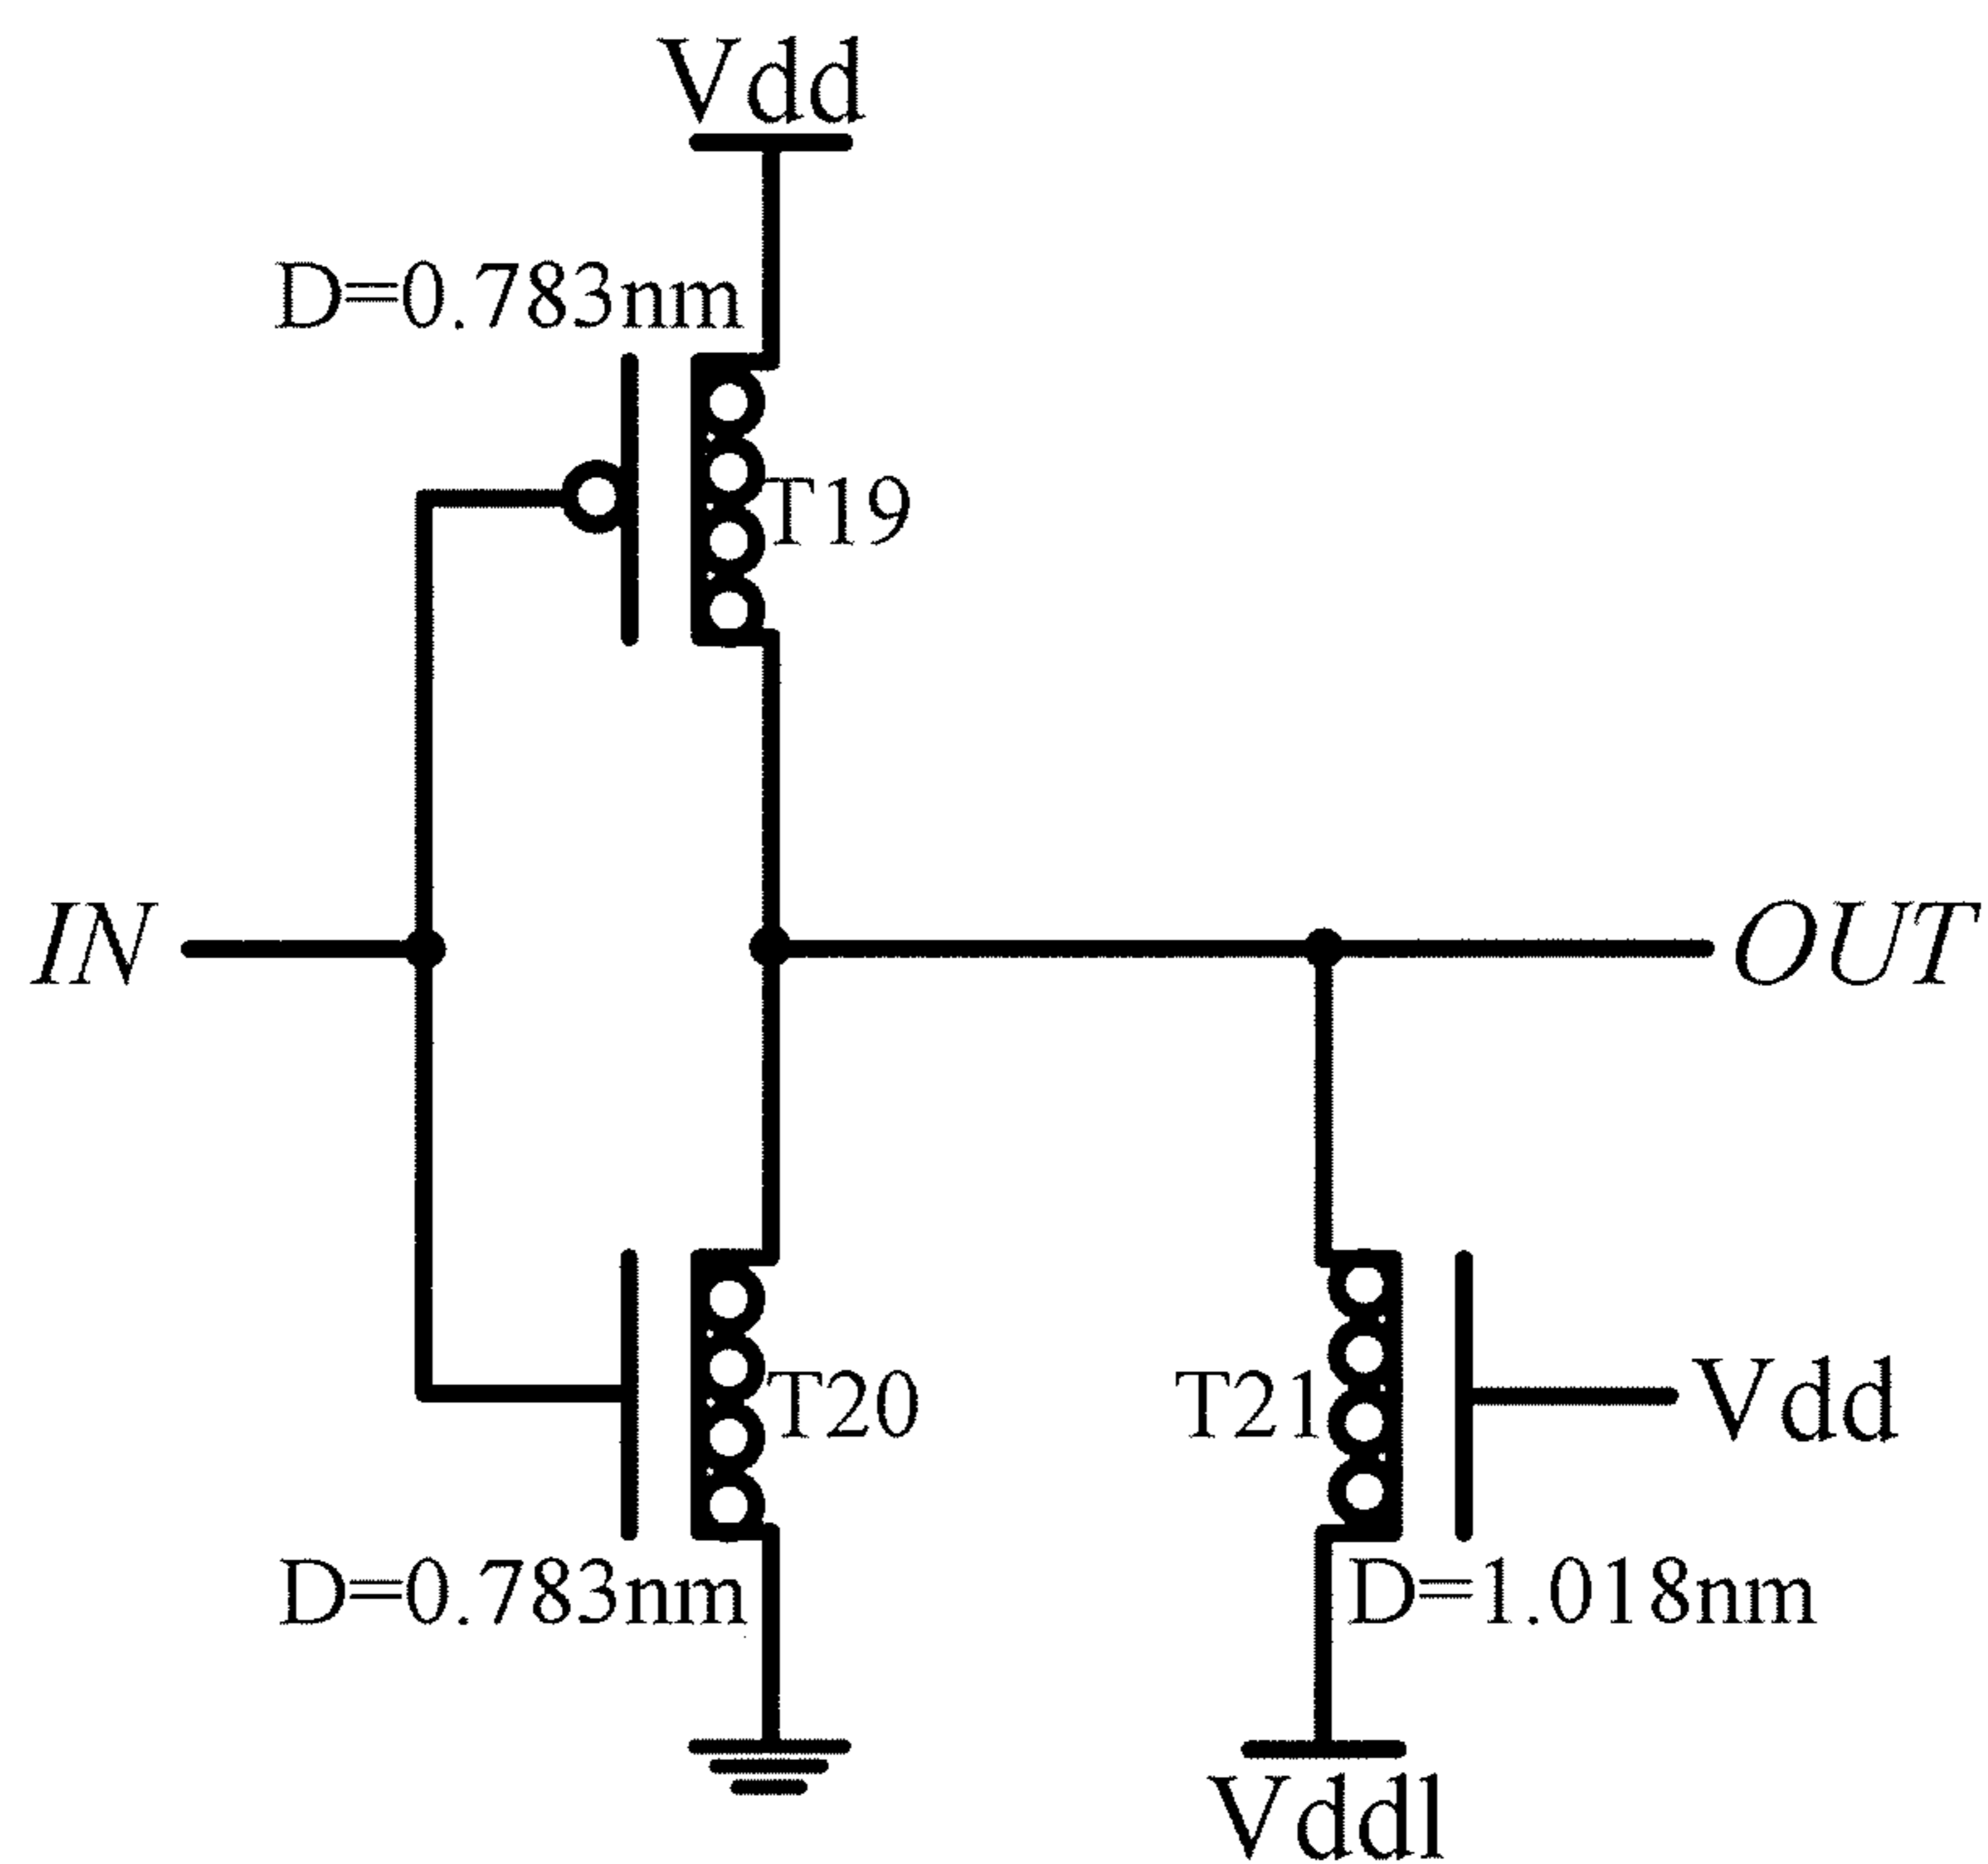 Vdd
D=0.783nm
T19
IN
OUT
T20
T21
Vdd
D=0.783nm
D=1.018nm
Vddl